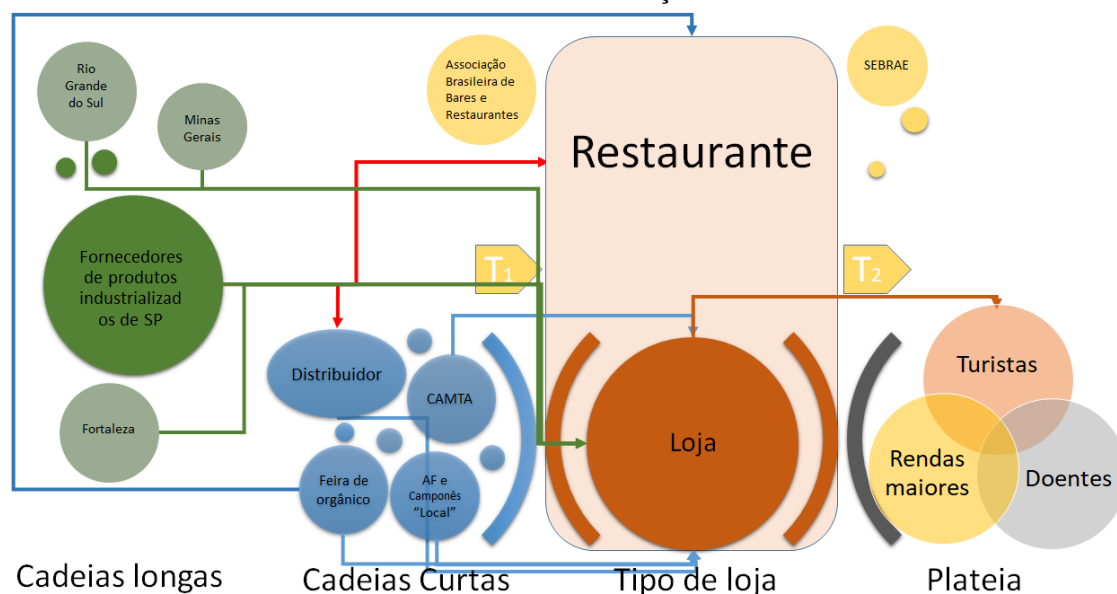 Rio
Grande
do Sul
Minas
Gerais
Associação
Brasileira de
Bares e
Restaurantes
SEBRAE
Restaurante
Fornecedores
de produtos
industrializad
os de SP
T1
T2
Distribuidor
CAMTA
Turistas
Fortaleza
Loja
Rendas
maiores
Doentes
Feira de
orgânico
AF e
Camponês
“Local”
Cadeias longas
Cadeias Curtas
Tipo de loja
Plateia